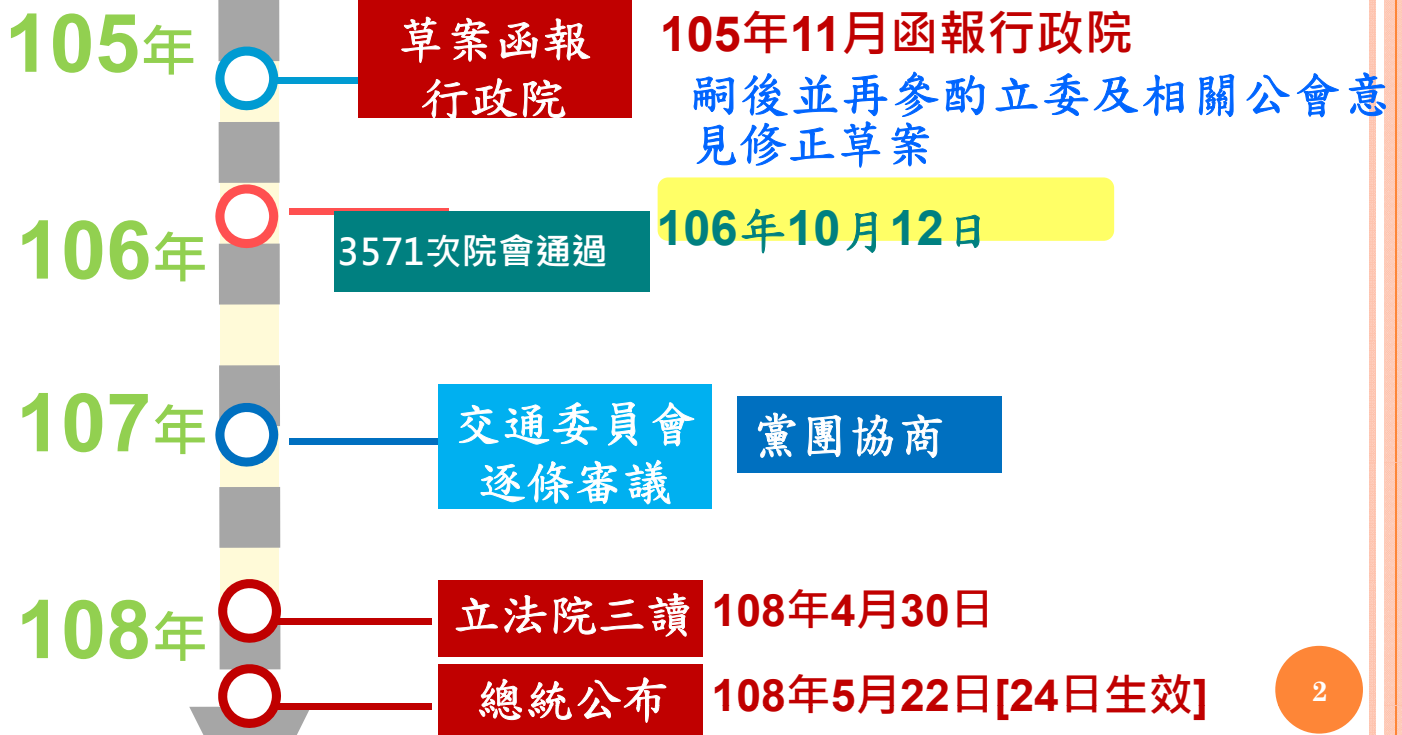 105年
草案函報
行政院
105年11月函報行政院
嗣後並再參酌立委及相關公會意
見修正草案
106年
3571次院會通過
106年10月12日
107年
交通委員會
逐條審議
黨團協商
108年
立法院三讀
108年4月30日
總統公布
108年5月22日[24日生效]
2